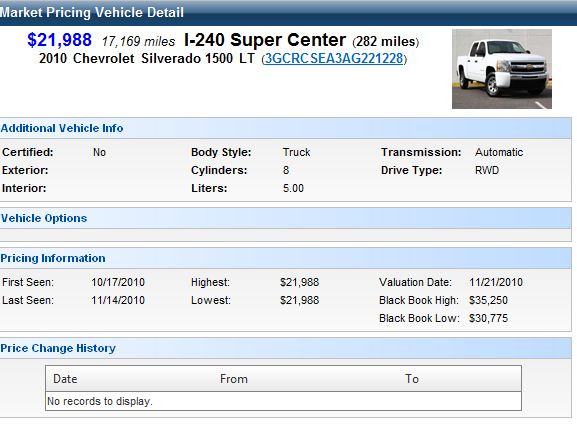 Market Pricing Vehicle Detail
$21,988 17,169 miles I-240 Super Center (282 miles)
2010 Chevrolet Silverado 1500 LT (3GCRCSEA3AG221228)
Additional Vehicle Info
Certified: No Body Style: Truck Transmission: Automatic
Exterior: Cylinders: 8 Drive Type: RWD
Interior: Liters: 5.00
Vehicle Options
Pricing Information
First Seen: 10/17/2010 Highest: $21,988 Valuation Date: 11/21/2010
Last Seen: 11/14/2010 Lowest: $21,988 Black Book High: $35,250
Black Book Low: $30,775
Price Change History
Date From To
No records to display.